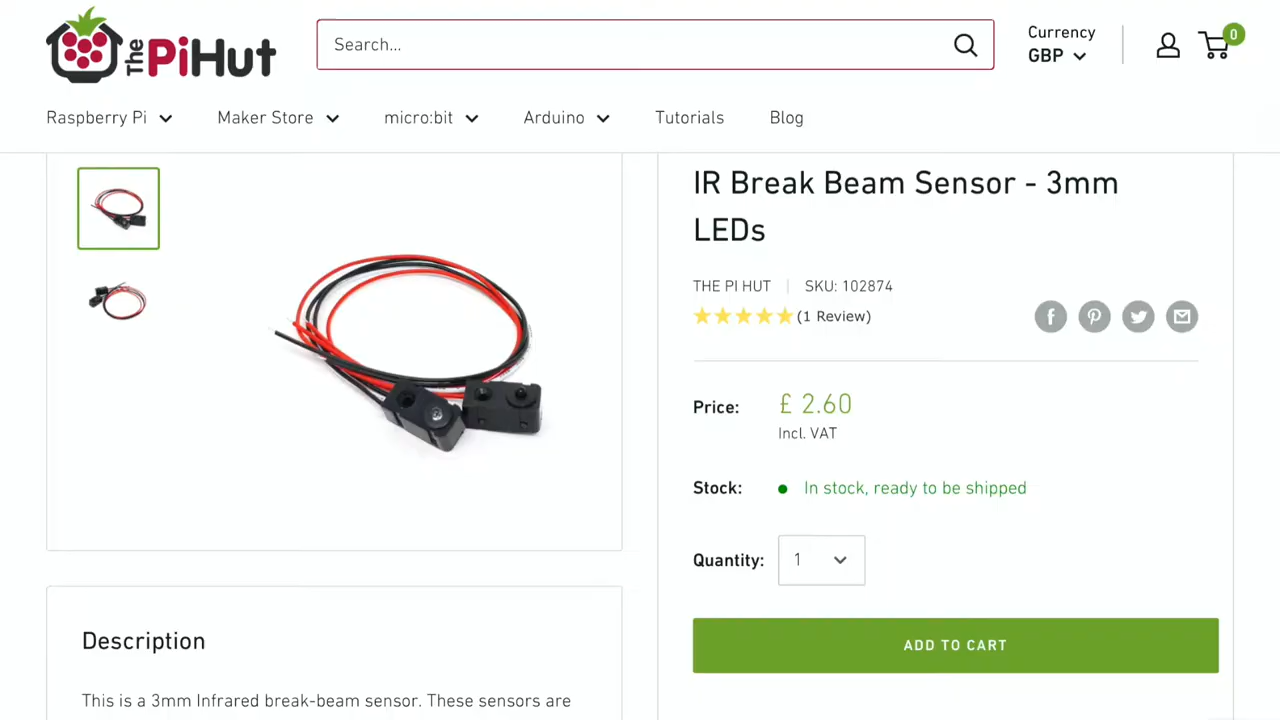 The PiHut
Search...
Currency
GBP
0
Raspberry Pi
Maker Store
micro:bit
Arduino
Tutorials
Blog
IR Break Beam Sensor - 3mm
LEDs
THE PI HUT | SKU: 102874
(1 Review)
Price: £ 2.60
Incl. VAT
Stock: In stock, ready to be shipped
Quantity: 1
ADD TO CART
Description
This is a 3mm Infrared break-beam sensor. These sensors are